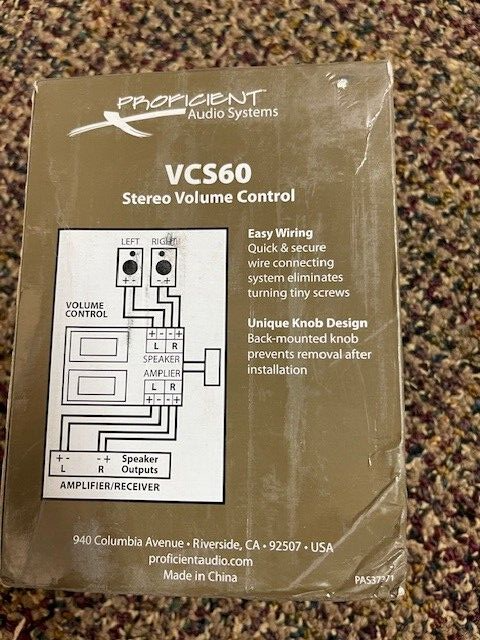 PROFICIENT
Audio Systems
VCS60
Stereo Volume Control
LEFT RIGHT
+ - - +
VOLUME
CONTROL
+ - - +
L R
SPEAKER
AMPLIER
L R
+ - - +
+ - - + Speaker
L R Outputs
AMPLIFIER/RECEIVER
Easy Wiring
Quick & secure
wire connecting
system eliminates
turning tiny screws
Unique Knob Design
Back-mounted knob
prevents removal after
installation
940 Columbia Avenue • Riverside, CA • 92507 • USA
proficientaudio.com
Made in China